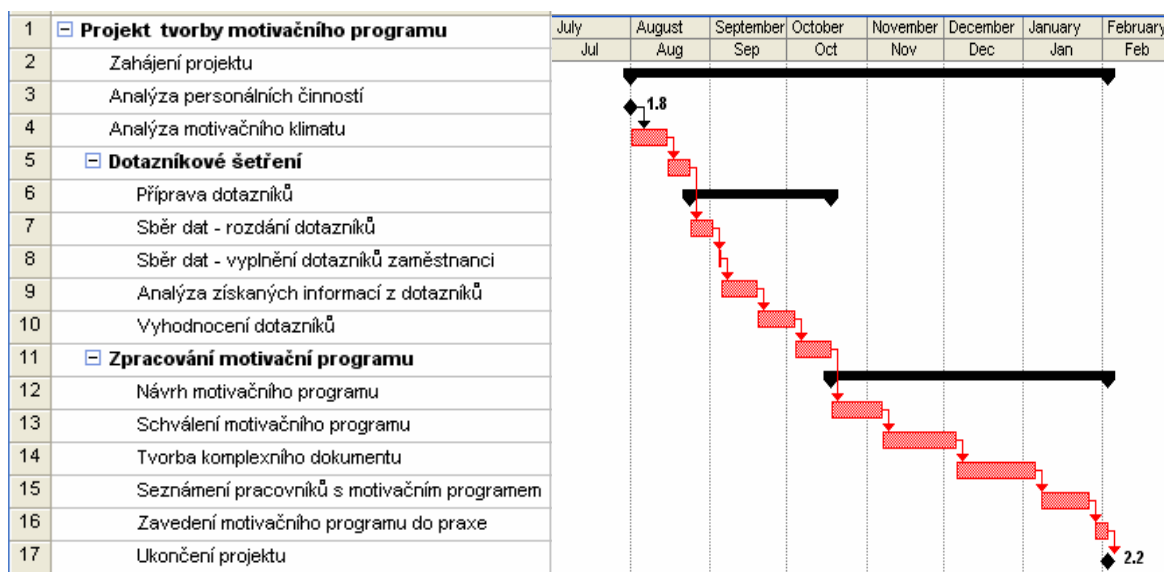 July August September October November December January February
Jul Aug Sep Oct Nov Dec Jan Feb
1 Projekt tvorby motivačního programu
2 Zahájení projektu
3 Analýza personálních činností
1.8
4 Analýza motivačního klimatu
5 Dotazníkové šetření
6 Příprava dotazníků
7 Sběr dat - rozdání dotazníků
8 Sběr dat - vyplnění dotazníků zaměstnanci
9 Analýza získaných informací z dotazníků
10 Vyhodnocení dotazníků
11 Zpracování motivační programu
12 Návrh motivačního programu
13 Schválení motivačního programu
14 Tvorba komplexního dokumentu
15 Seznámení pracovníků s motivačním programem
16 Zavedení motivačního programu do praxe
17 Ukončení projektu
2.2